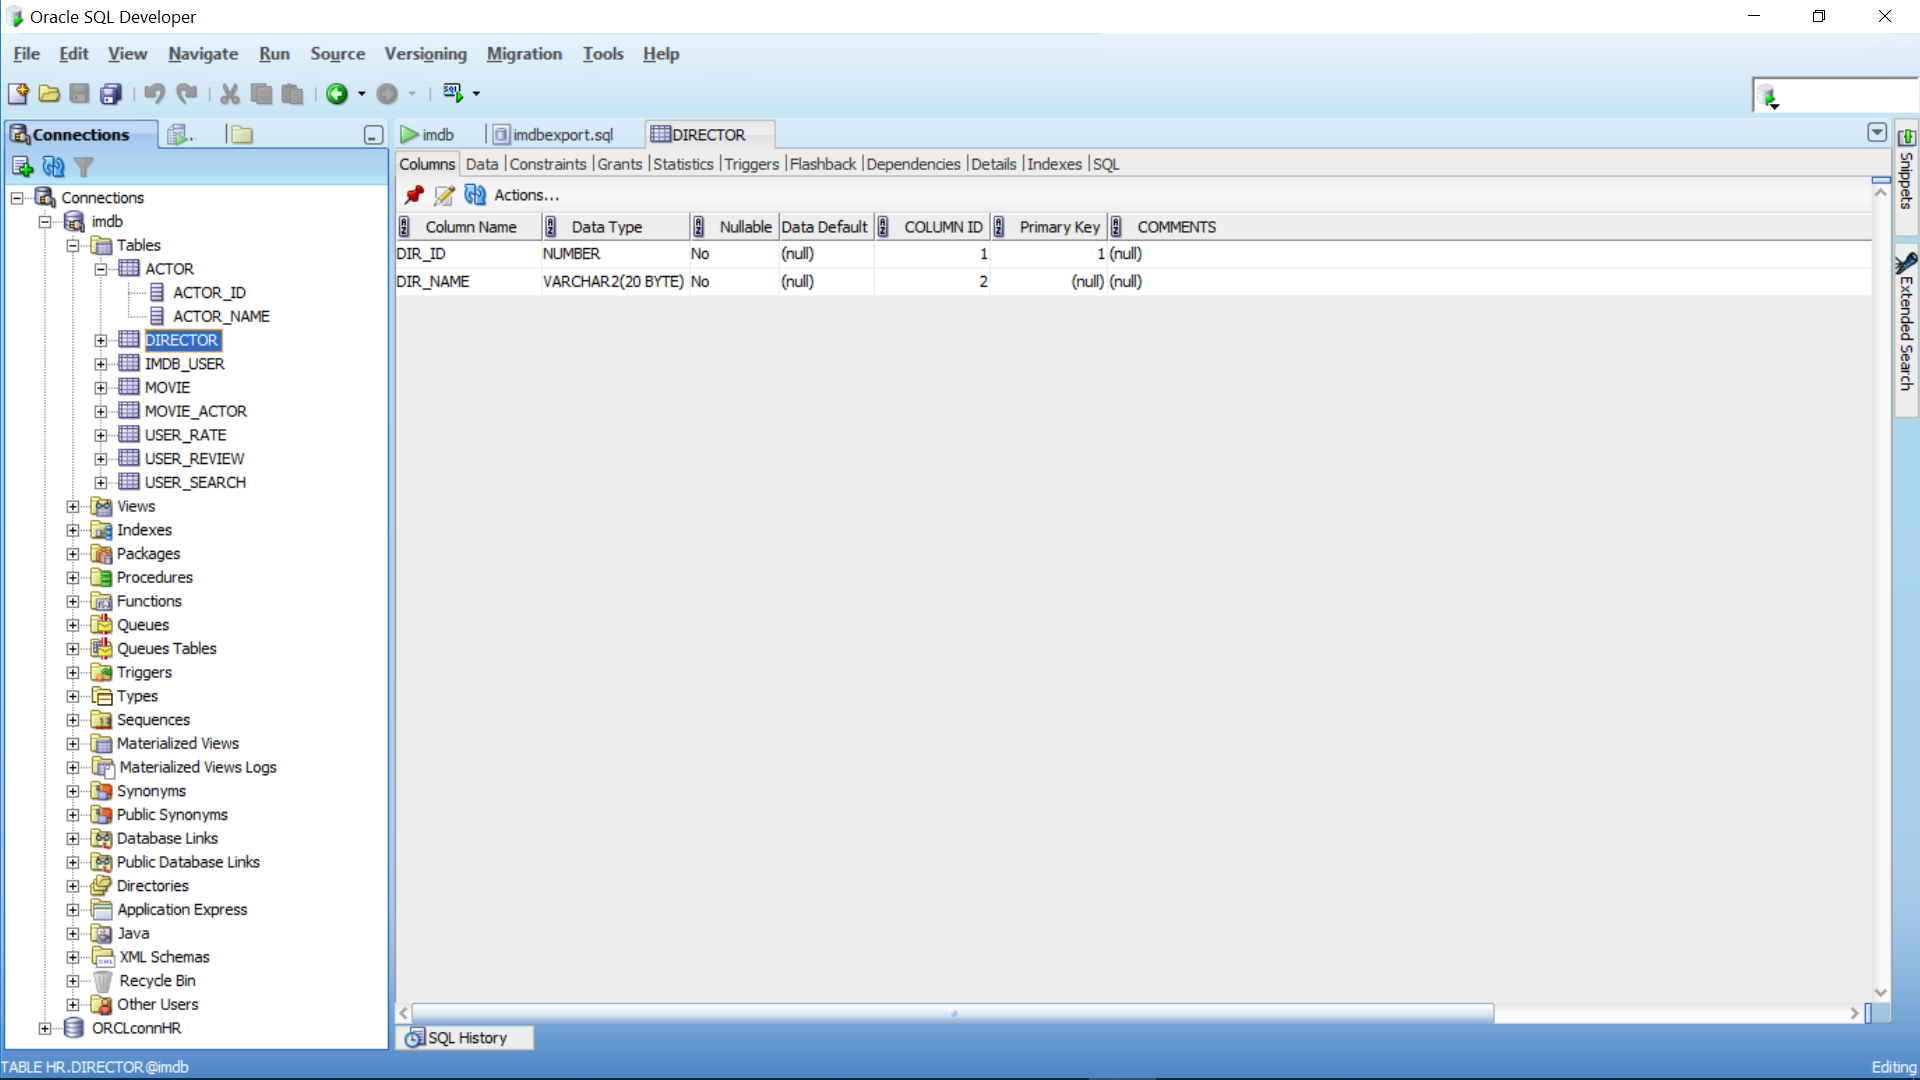 Oracle SQL Developer
File Edit View Navigate Run Source Versioning Migration Tools Help
Connections
imdb imdbexport.sql DIRECTOR
Columns Data Constraints Grants Statistics Triggers Flashback Dependencies Details Indexes SQL
Actions...
Column Name Data Type Nullable Data Default COLUMN ID Primary Key COMMENTS
DIR_ID NUMBER No (null) 1 1 (null)
DIR_NAME VARCHAR2(20 BYTE) No (null) 2 (null) (null)
Connections
imdb
Tables
ACTOR
ACTOR_ID
ACTOR_NAME
DIRECTOR
IMDB_USER
MOVIE
MOVIE_ACTOR
USER_RATE
USER_REVIEW
USER_SEARCH
Views
Indexes
Packages
Procedures
Functions
Queues
Queues Tables
Triggers
Types
Sequences
Materialized Views
Materialized Views Logs
Synonyms
Public Synonyms
Database Links
Public Database Links
Directories
Application Express
Java
XML Schemas
Recycle Bin
Other Users
ORCLconnHR
Snippets
Extended Search
SQL History
TABLE HR.DIRECTOR@imdb
Editing